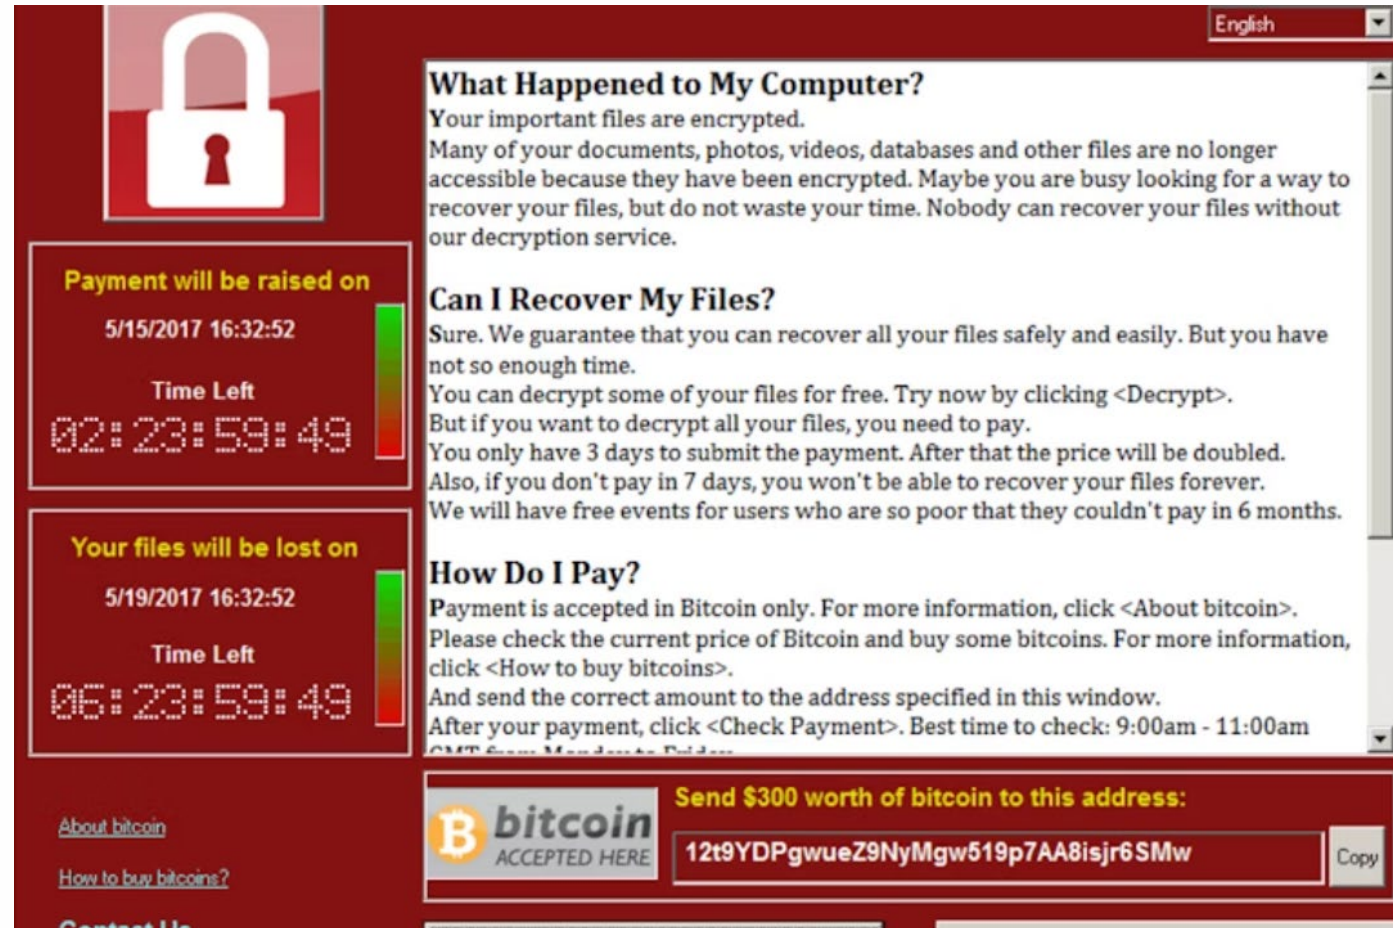 English
What Happened to My Computer?
Your important files are encrypted.
Many of your documents, photos, videos, databases and other files are no longer
accessible because they have been encrypted. Maybe you are busy looking for a way to
recover your files, but do not waste your time. Nobody can recover your files without
our decryption service.
Can I Recover My Files?
Sure. We guarantee that you can recover all your files safely and easily. But you have
not so enough time.
You can decrypt some of your files for free. Try now by clicking <Decrypt>.
But if you want to decrypt all your files, you need to pay.
You only have 3 days to submit the payment. After that the price will be doubled.
Also, if you don't pay in 7 days, you won't be able to recover your files forever.
We will have free events for users who are so poor that they couldn't pay in 6 months.
How Do I Pay?
Payment is accepted in Bitcoin only. For more information, click <About bitcoin>.
Please check the current price of Bitcoin and buy some bitcoins. For more information,
click <How to buy bitcoins>.
And send the correct amount to the address specified in this window.
After your payment, click <Check Payment>. Best time to check: 9:00am - 11:00am
GMT from Monday to Friday.
Payment will be raised on
5/15/2017 16:32:52
Time Left
02:23:59:49
Your files will be lost on
5/19/2017 16:32:52
Time Left
06:23:59:49
About bitcoin
How to buy bitcoins?
Contact Us
bitcoin
ACCEPTED HERE
Send $300 worth of bitcoin to this address:
12t9YDPgwueZ9NyMgw519p7AA8isjr6SMw
Copy